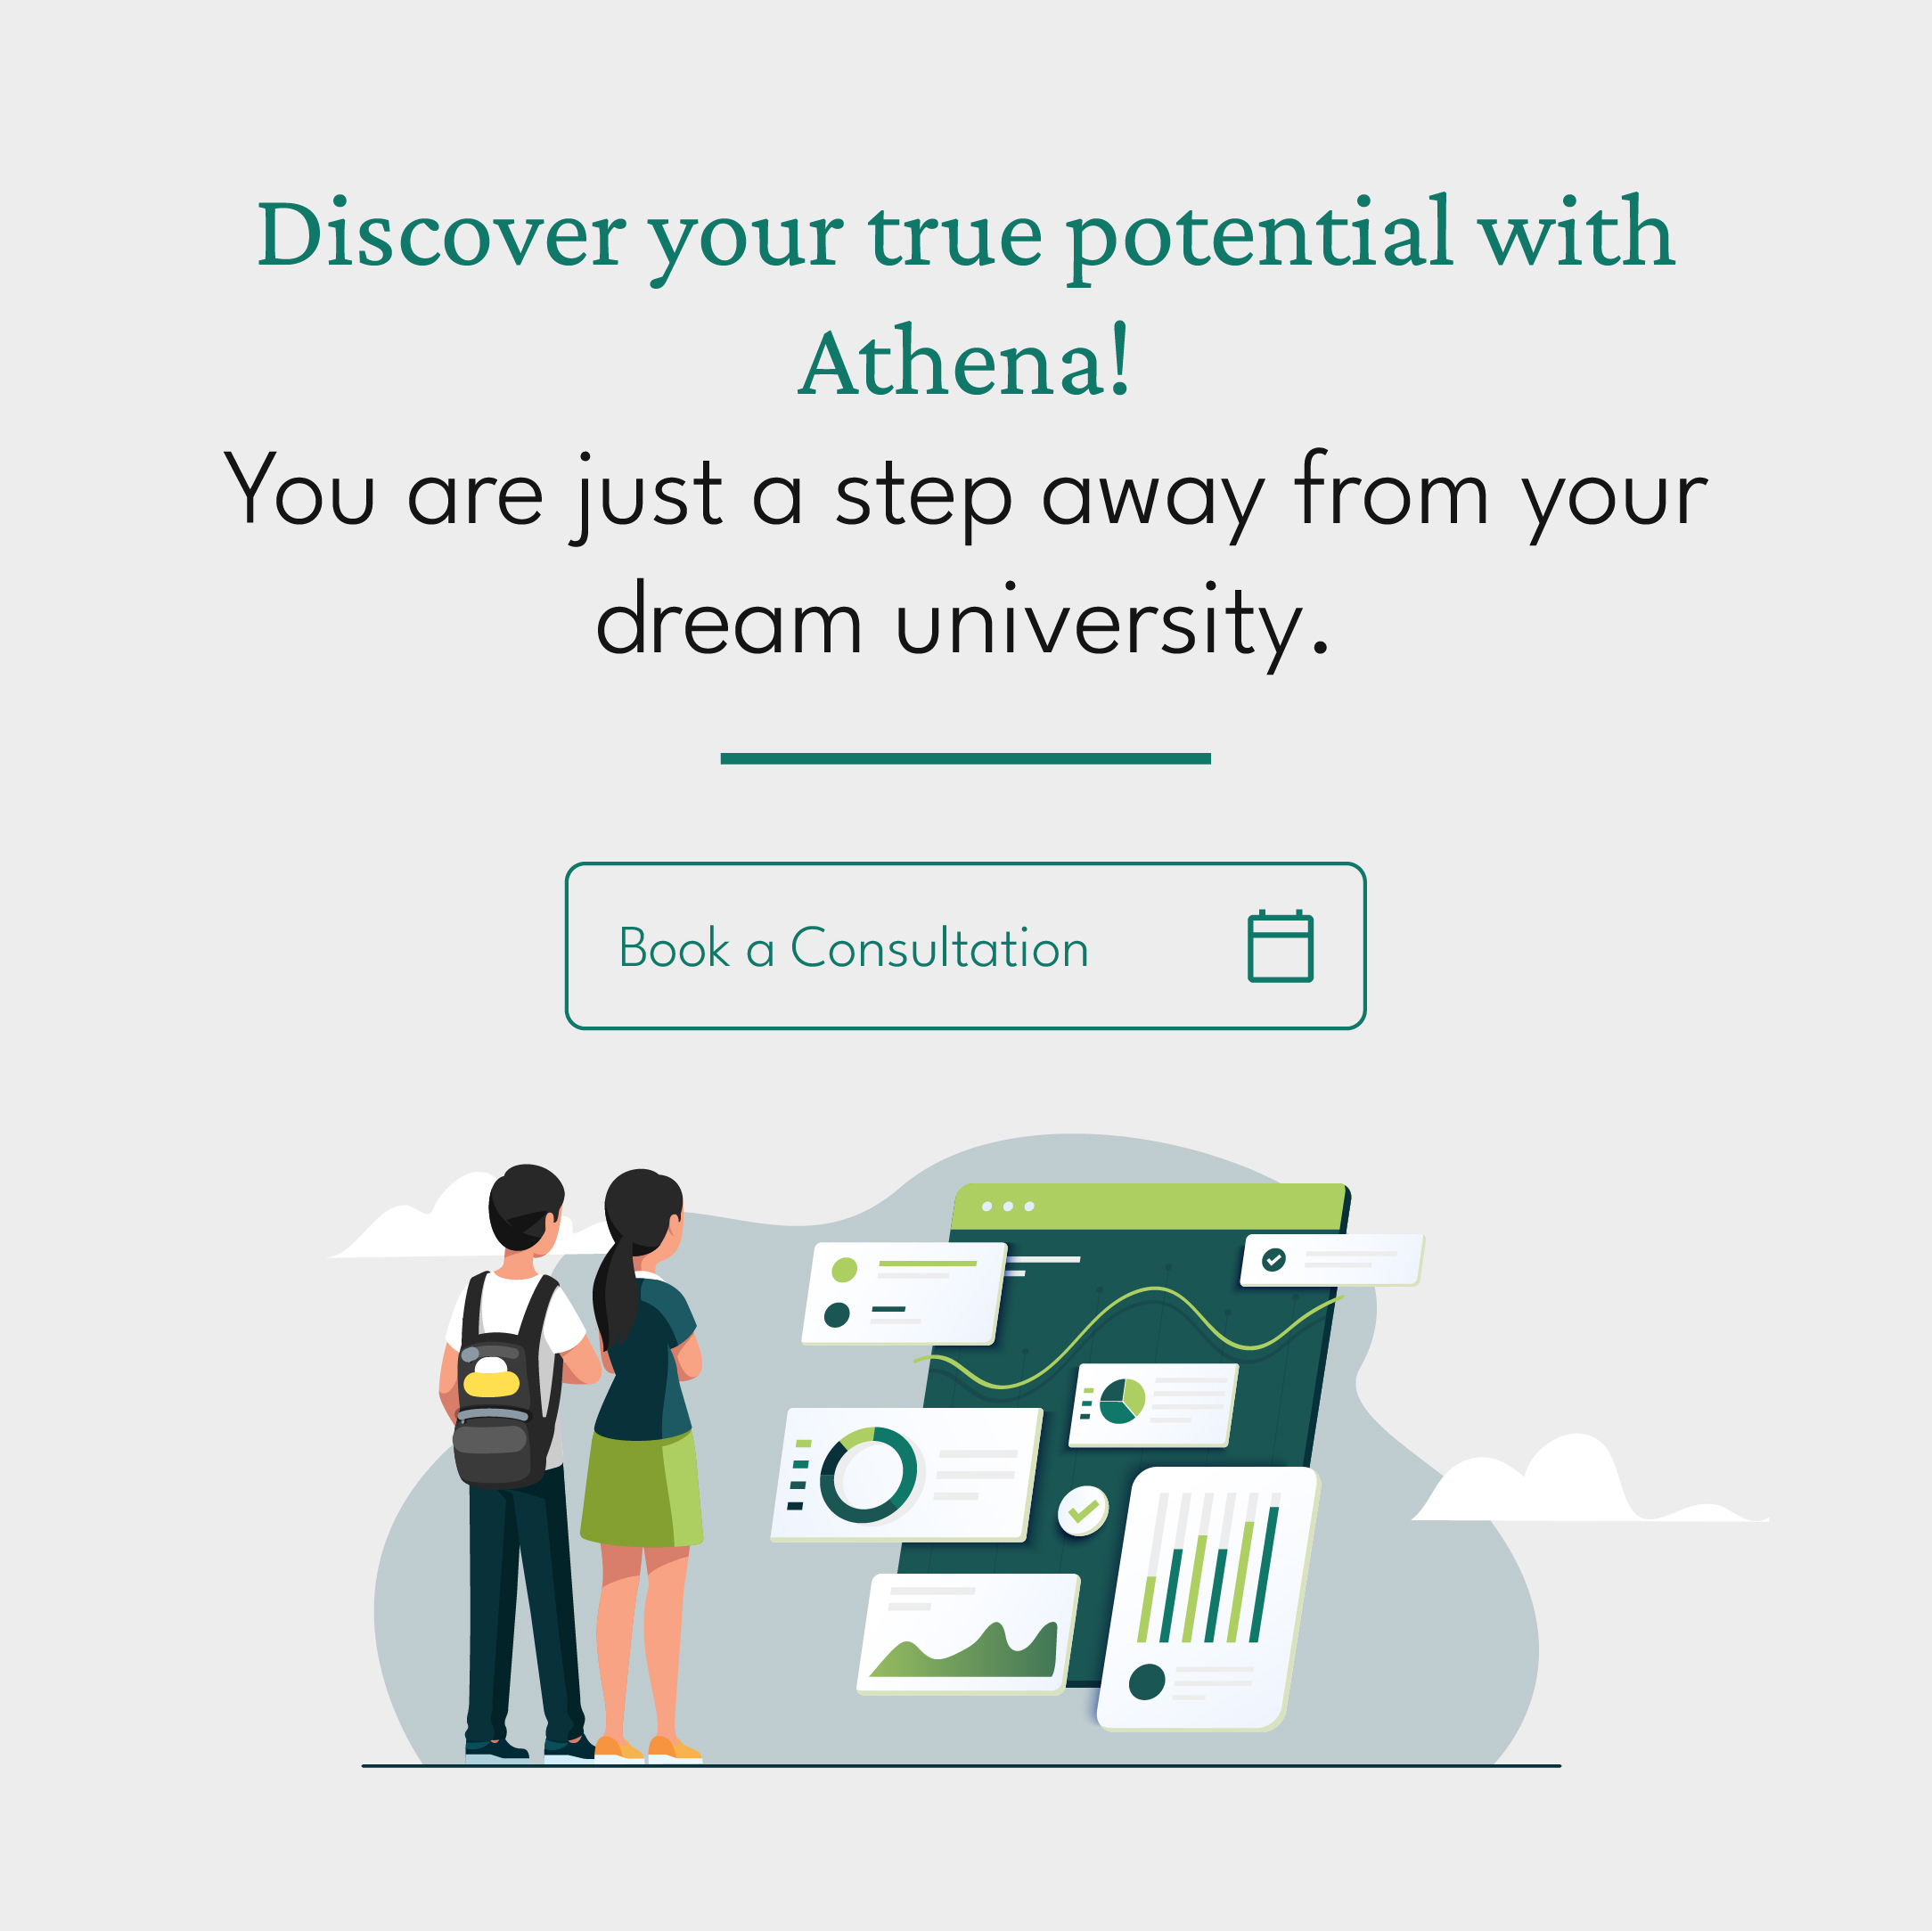 Discover your true potential with
Athena!
You are just a step away from your
dream university.
Book a Consultation